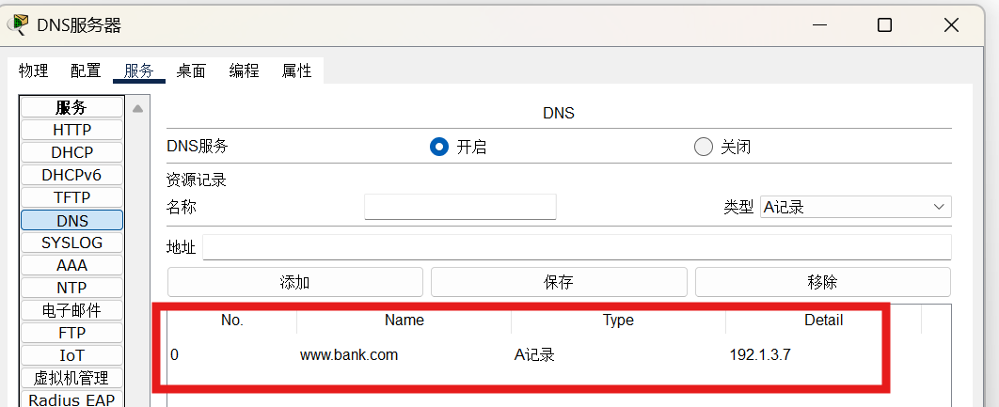 DNS服务器
物理 配置 服务 桌面 编程 属性
服务
HTTP
DHCP
DHCPv6
TFTP
DNS
SYSLOG
AAA
NTP
电子邮件
FTP
IoT
虚拟机管理
Radius EAP
DNS
DNS服务 开启 关闭
资源记录
名称 类型 A记录
地址
添加 保存 移除
No. Name Type Detail
0 www.bank.com A记录 192.1.3.7